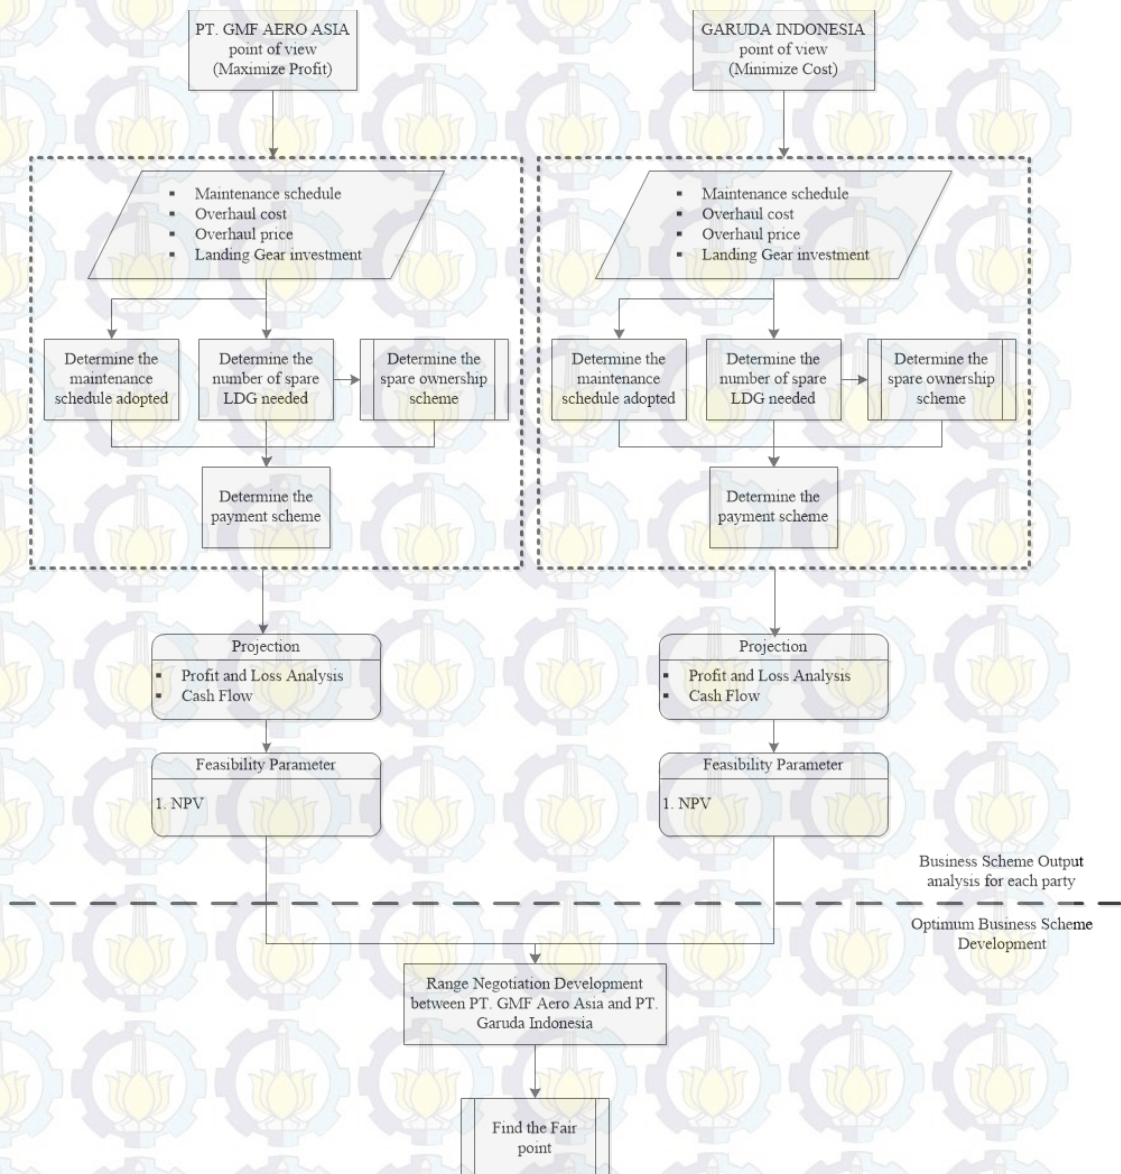 PT. GMF AERO ASIA
point of view
(Maximize Profit)
GARUDA INDONESIA
point of view
(Minimize Cost)
▪ Maintenance schedule
▪ Overhaul cost
▪ Overhaul price
▪ Landing Gear investment
▪ Maintenance schedule
▪ Overhaul cost
▪ Overhaul price
▪ Landing Gear investment
Determine the
maintenance
schedule adopted
Determine the
number of spare
LDG needed
Determine the
spare ownership
scheme
Determine the
maintenance
schedule adopted
Determine the
number of spare
LDG needed
Determine the
spare ownership
scheme
Determine the
payment scheme
Determine the
payment scheme
Projection
▪ Profit and Loss Analysis
▪ Cash Flow
Projection
▪ Profit and Loss Analysis
▪ Cash Flow
Feasibility Parameter
1. NPV
Feasibility Parameter
1. NPV
Business Scheme Output
analysis for each party
Optimum Business Scheme
Development
Range Negotiation Development
between PT. GMF Aero Asia and PT.
Garuda Indonesia
Find the Fair
point